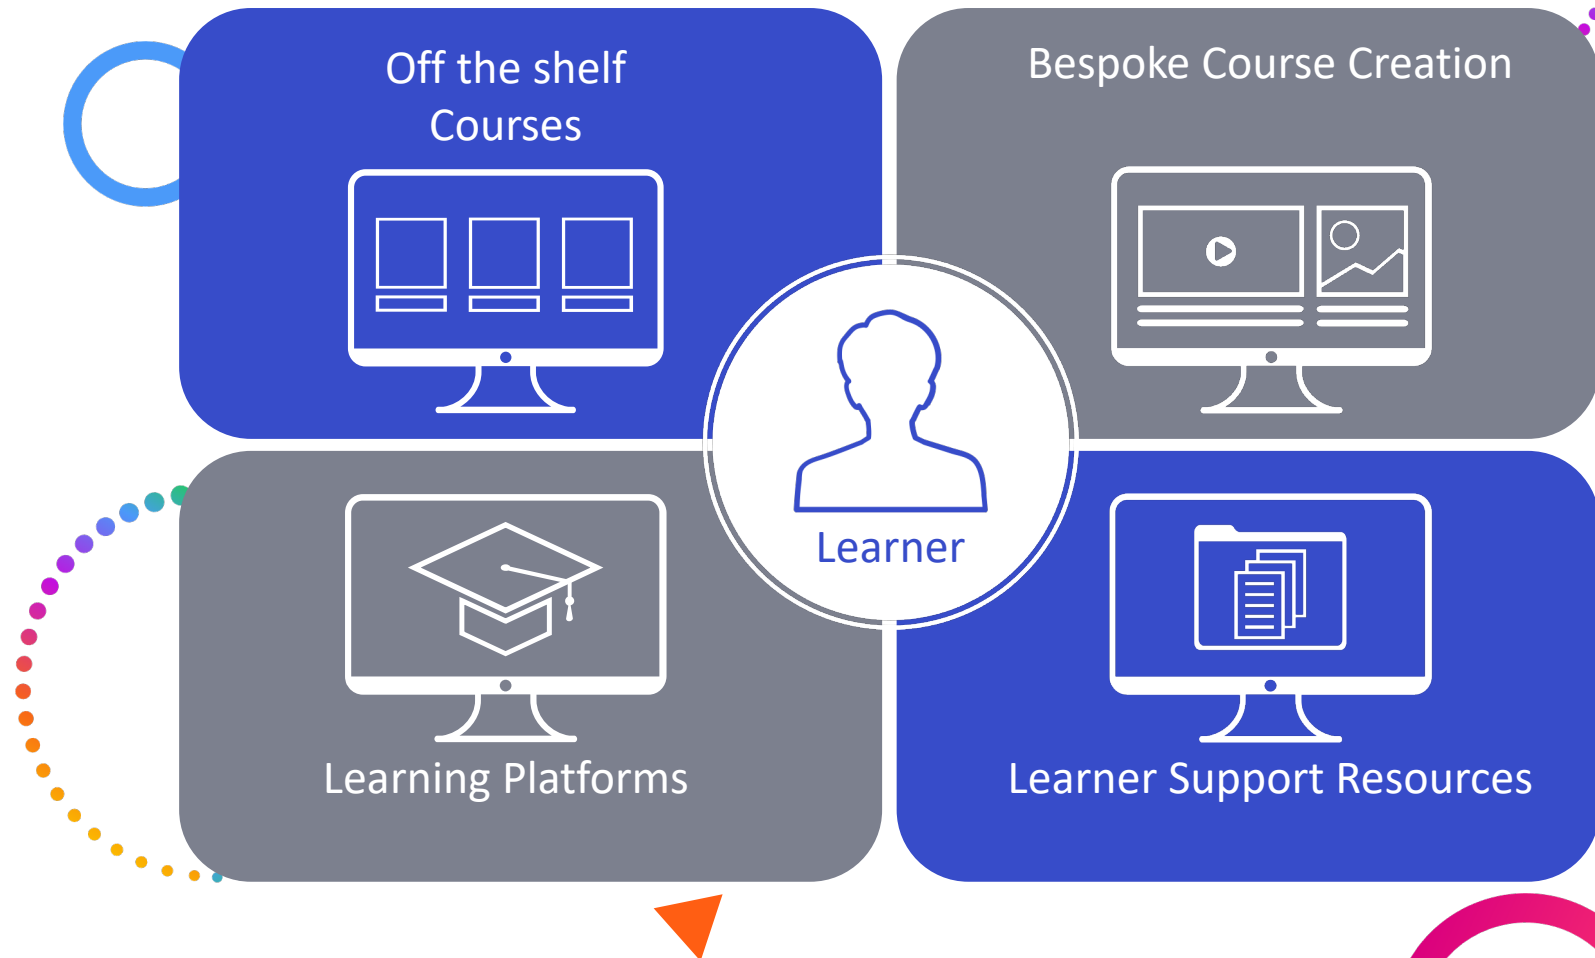 Off the shelf
Courses
Bespoke Course Creation
Learner
Learning Platforms
Learner Support Resources